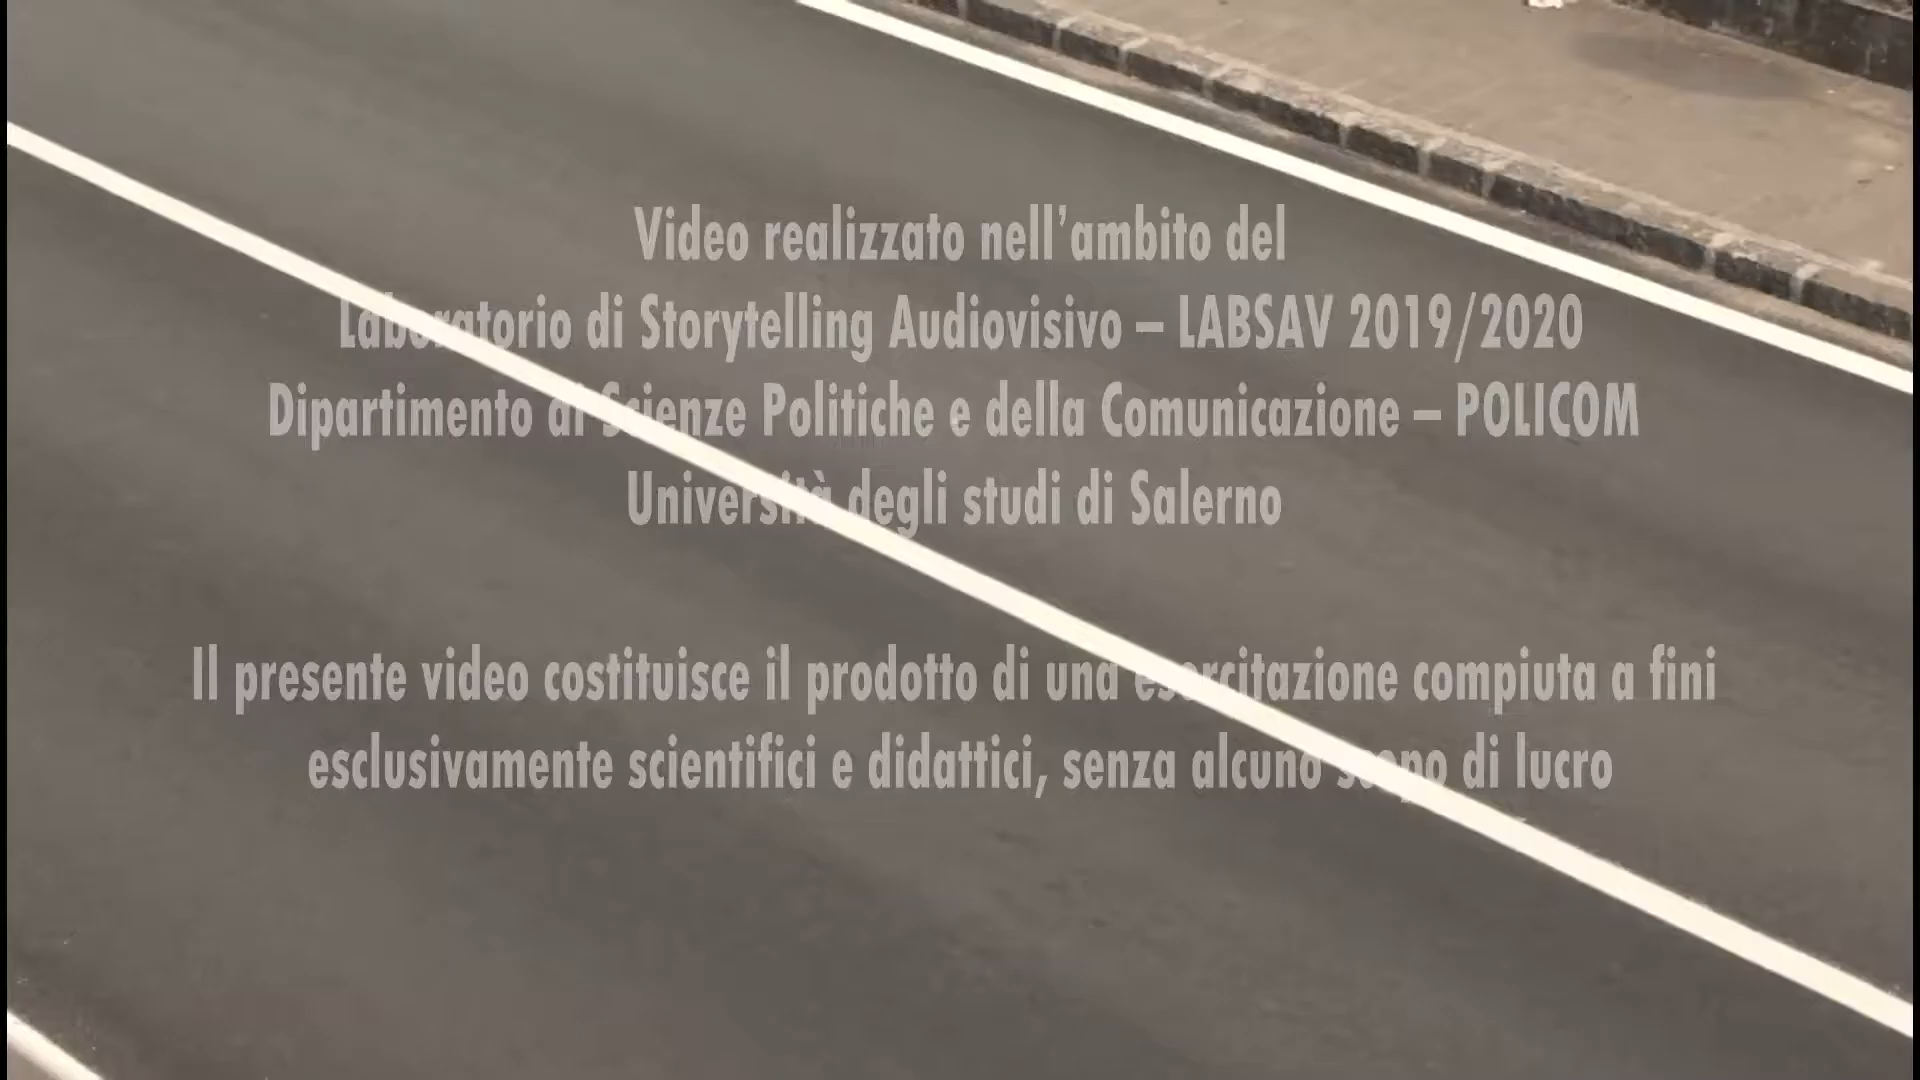 Video realizzato nell’ambito del
Laboratorio di Storytelling Audiovisivo – LABSAV 2019/2020
Dipartimento di Scienze Politiche e della Comunicazione – POLICOM
Università degli studi di Salerno
Il presente video costituisce il prodotto di una esercitazione compiuta a fini
esclusivamente scientifici e didattici, senza alcuno scopo di lucro